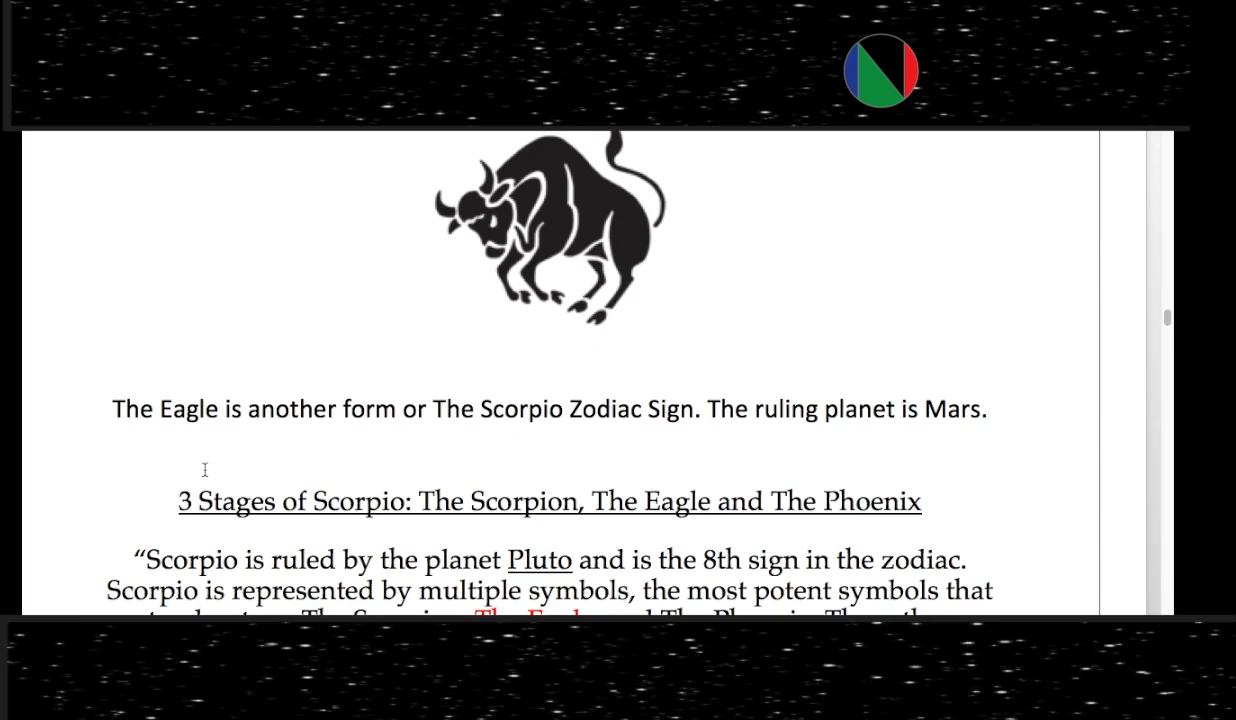 The Eagle is another form or The Scorpio Zodiac Sign. The ruling planet is Mars.
3 Stages of Scorpio: The Scorpion, The Eagle and The Phoenix
“Scorpio is ruled by the planet Pluto and is the 8th sign in the zodiac.
Scorpio is represented by multiple symbols, the most potent symbols that